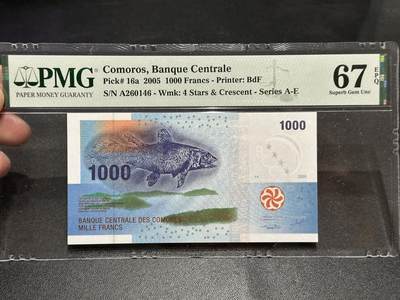 PMG
PAPER MONEY GUARANTY
Comoros, Banque Centrale
Pick# 16a 2005 1000 Francs - Printer: BdF
S/N A260146 - Wmk: 4 Stars & Crescent - Series A-E
67 EPQ
Superb Gem Unc
1000
1000
BANQUE CENTRALE DES COMORES
MILLE FRANCS